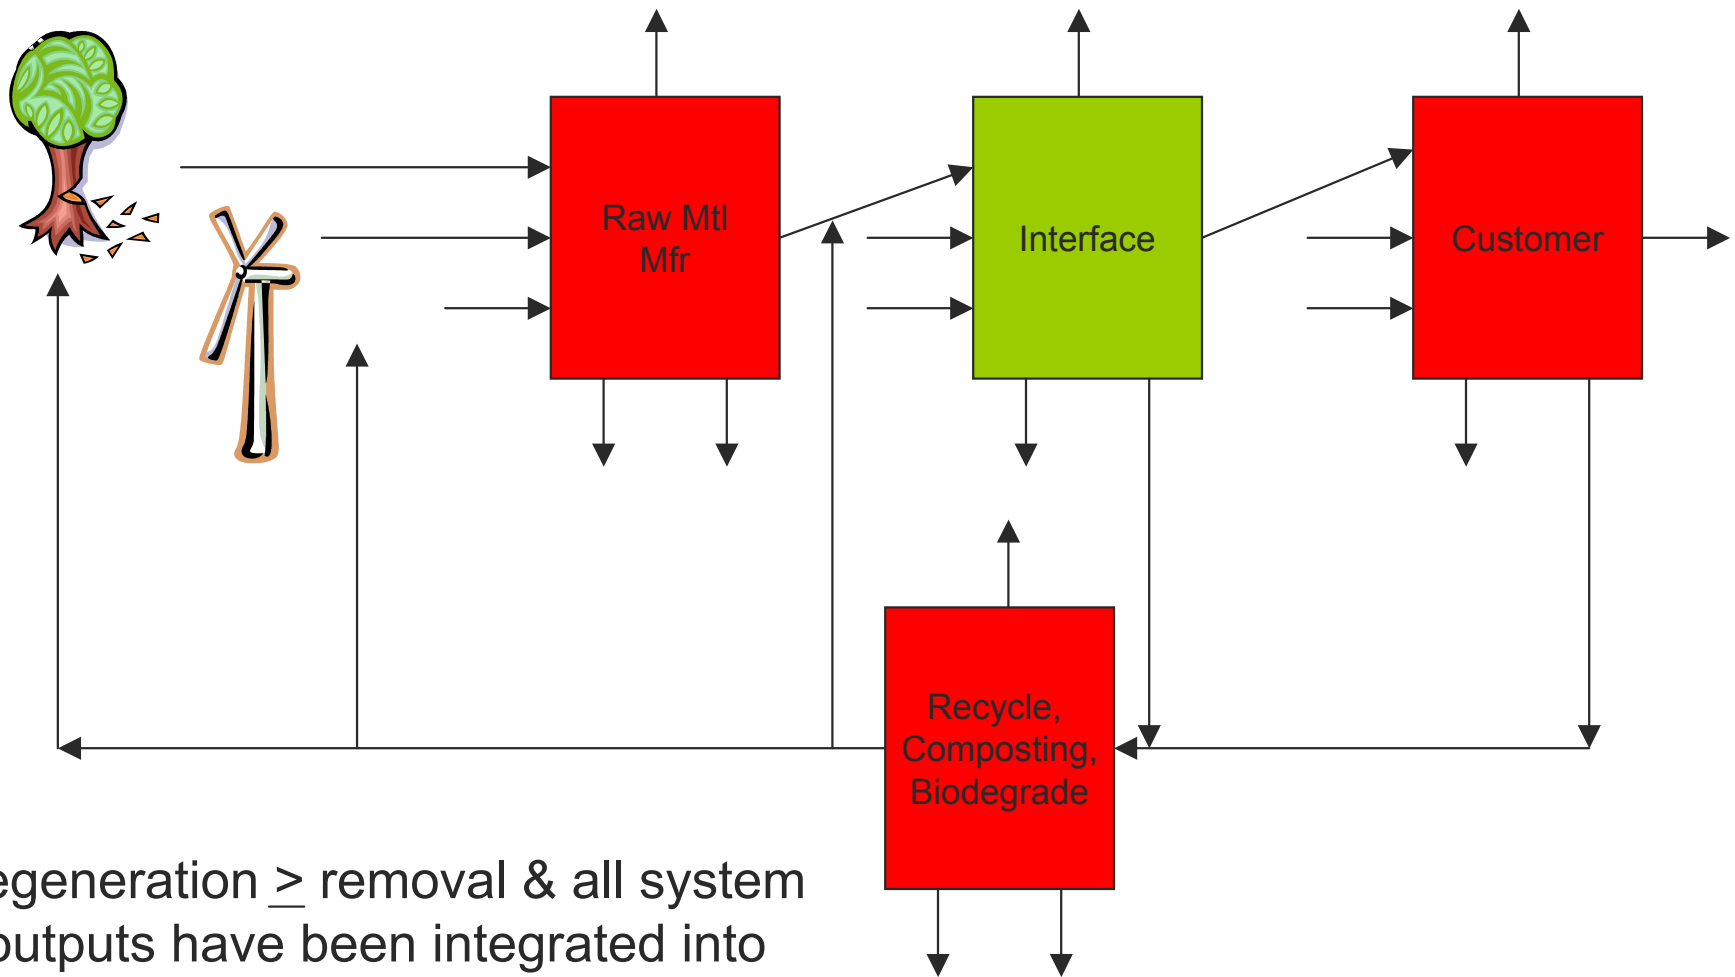 Raw Mtl
Mfr
Interface
Customer
Recycle,
Composting,
Biodegrade
egeneration ≥ removal & all system
outputs have been integrated into